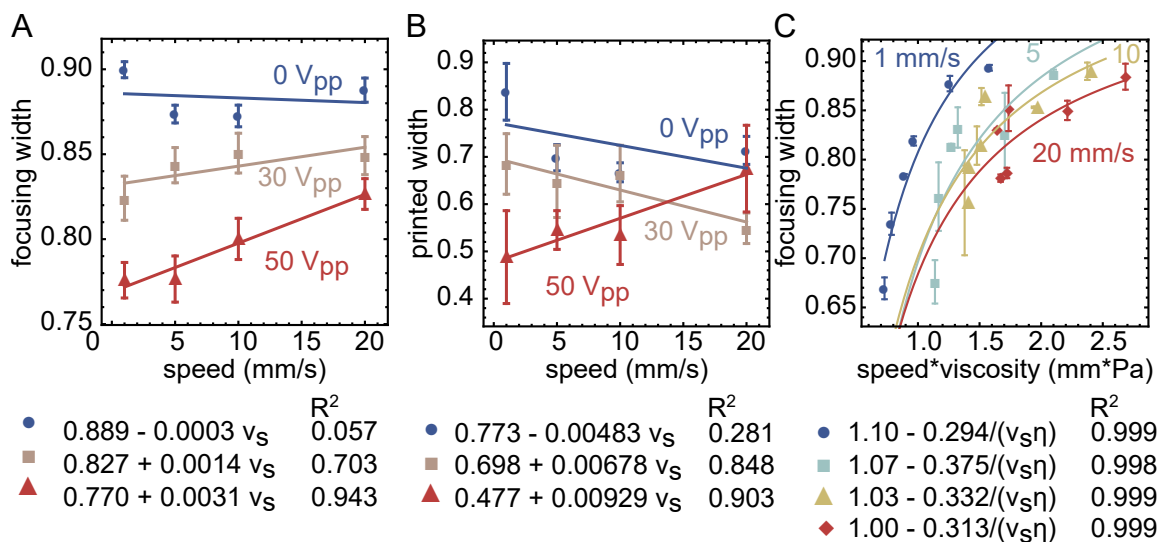 A
focusing width
0.90
0.85
0.80
0.75
0 Vpp
30 Vpp
50 Vpp
0 5 10 15 20
speed (mm/s)
R²
0.889 - 0.0003 vs 0.057
0.827 + 0.0014 vs 0.703
0.770 + 0.0031 vs 0.943
B
printed width
0.9
0.8
0.7
0.6
0.5
0.4
0 Vpp
30 Vpp
50 Vpp
0 5 10 15 20
speed (mm/s)
R²
0.773 - 0.00483 vs 0.281
0.698 + 0.00678 vs 0.848
0.477 + 0.00929 vs 0.903
C
focusing width
0.90
0.85
0.80
0.75
0.70
0.65
1 mm/s
5
10
20 mm/s
0.5 1.0 1.5 2.0 2.5
speed*viscosity (mm*Pa)
R²
1.10 - 0.294/(vsη) 0.999
1.07 - 0.375/(vsη) 0.998
1.03 - 0.332/(vsη) 0.999
1.00 - 0.313/(vsη) 0.999